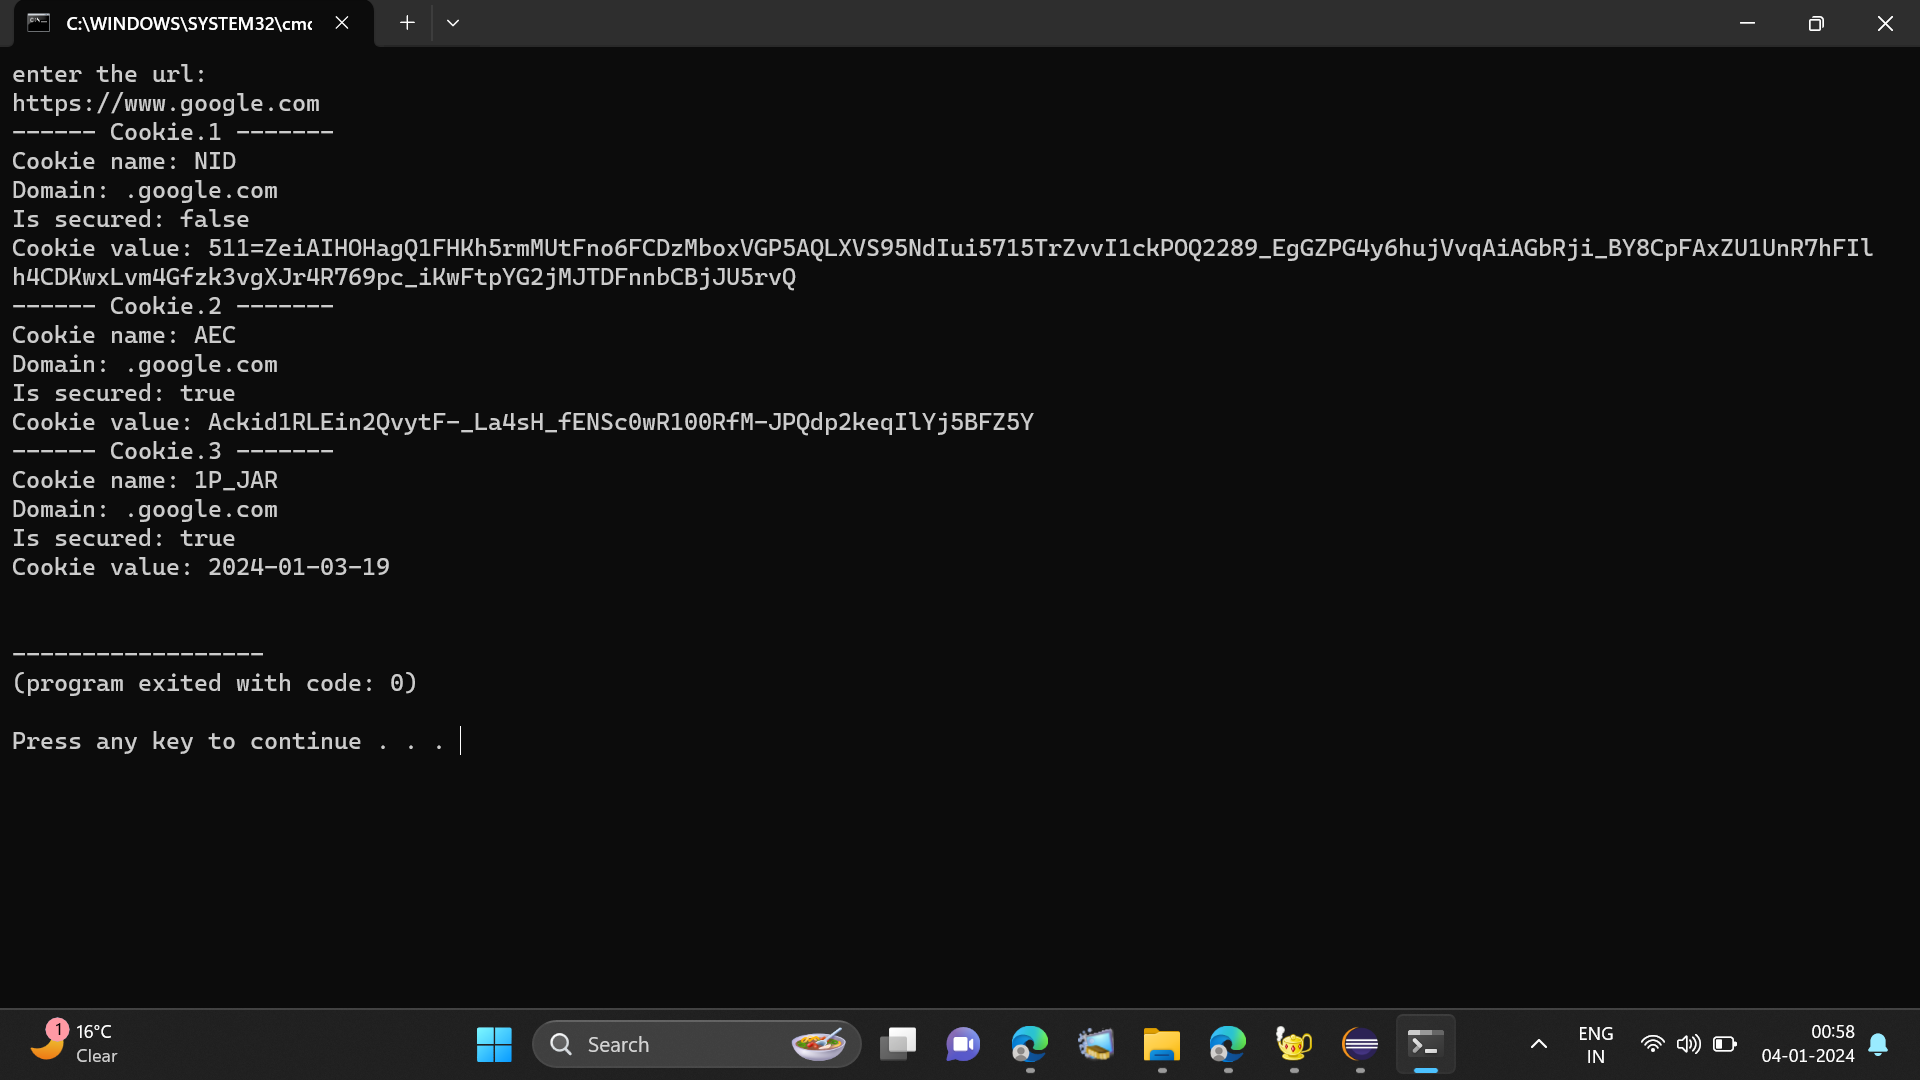 C:\WINDOWS\SYSTEM32\cmd
enter the url:
https://www.google.com
------ Cookie.1 -------
Cookie name: NID
Domain: .google.com
Is secured: false
Cookie value: 511=ZeiAIHOHagQ1FHKh5rmMUtFno6FCDzMboxVGP5AQLXVS95NdIui5715TrZvvI1ckPOQ2289_EgGZPG4y6hujVvqAiAGbRji_BY8CpFAxZU1UnR7hFIl
h4CDKwxLvm4Gfzk3vgXJr4R769pc_iKwFtpYG2jMJTDFnnbCBjJU5rvQ
------ Cookie.2 -------
Cookie name: AEC
Domain: .google.com
Is secured: true
Cookie value: Ackid1RLEin2QvytF-_La4sH_fENSc0wR100RfM-JPQdp2keqIlYj5BFZ5Y
------ Cookie.3 -------
Cookie name: 1P_JAR
Domain: .google.com
Is secured: true
Cookie value: 2024-01-03-19
------------------
(program exited with code: 0)
Press any key to continue . . .
1
16°C
Clear
Search
ENG
IN
00:58
04-01-2024